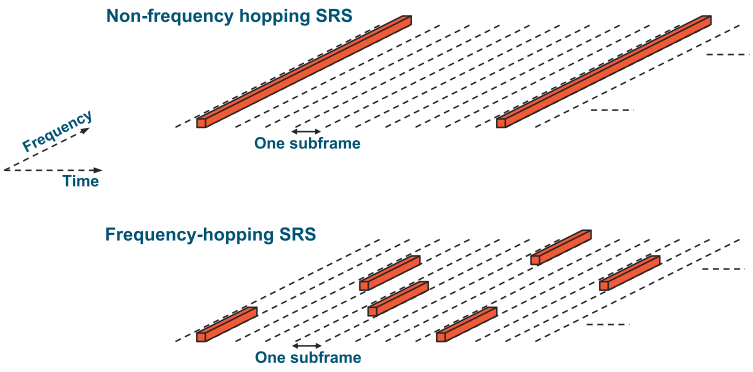 Non-frequency hopping SRS
Frequency
Time
One subframe
Frequency-hopping SRS
One subframe